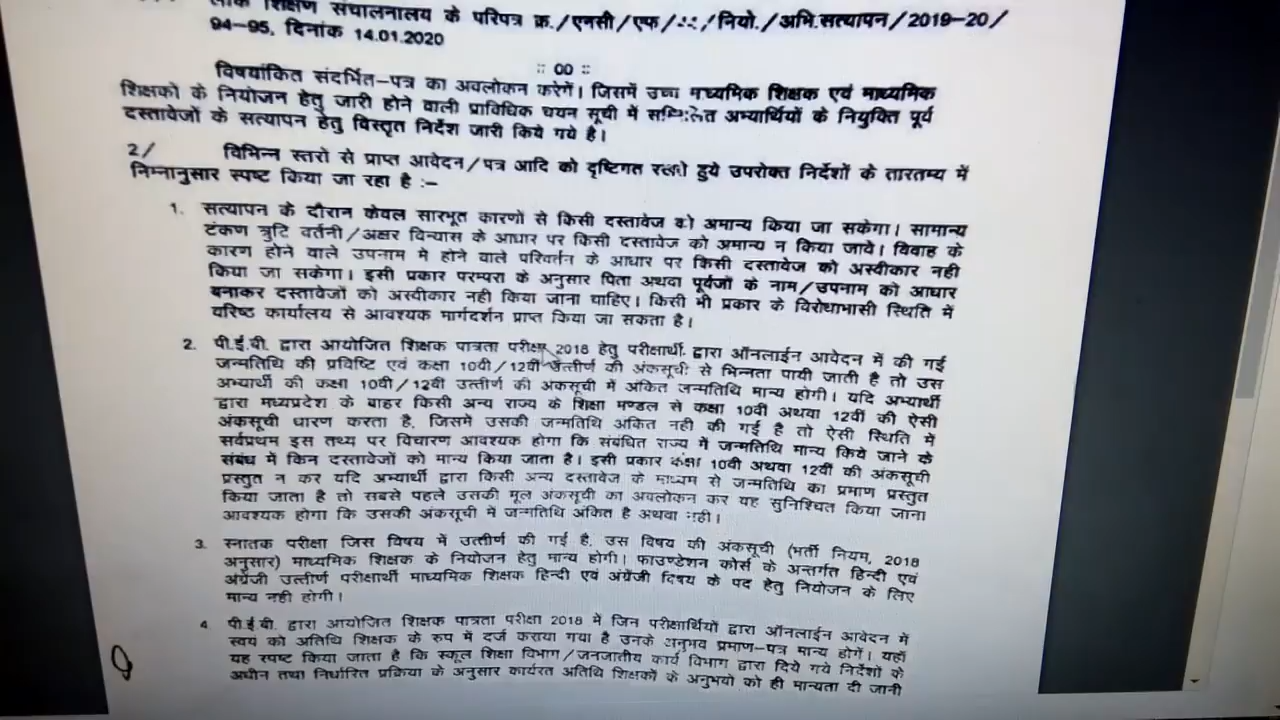 लोक शिक्षण संचालनालय के परिपत्र क्र./एनसी/एफ/ /नियो./अभि.सत्यापन/2019-20/
94-95, दिनांक 14.01.2020
:: 00 ::
विषयांकित संदर्भित-पत्र का अवलोकन करेगें। जिसमें उच्च माध्यमिक शिक्षक एवं माध्यमिक
शिक्षकों के नियोजन हेतु जारी होने वाली प्राविधिक चयन सूची में सम्मिलित अभ्यार्थियों के नियुक्ति पूर्व
दस्तावेजों के सत्यापन हेतु विस्तृत निर्देश जारी किये गये है।
2/ विभिन्न स्तरों से प्राप्त आवेदन/पत्र आदि को दृष्टिगत रखते हुये उपरोक्त निर्देशों के तारतम्य में
निम्नानुसार स्पष्ट किया जा रहा है :-
1. सत्यापन के दौरान केवल सारभूत कारणों से किसी दस्तावेज को अमान्य किया जा सकेगा। सामान्य
टंकण त्रुटि वर्तनी/अक्षर विन्यास के आधार पर किसी दस्तावेज को अमान्य न किया जावे। विवाह के
कारण होने वाले उपनाम मे होने वाले परिवर्तन के आधार पर किसी दस्तावेज को अस्वीकार नही
किया जा सकेगा। इसी प्रकार परम्परा के अनुसार पिता अथवा पूर्वजों के नाम/उपनाम को आधार
बनाकर दस्तावेजों को अस्वीकार नही किया जाना चाहिए। किसी भी प्रकार के विरोधाभासी स्थिति में
वरिष्ठ कार्यालय से आवश्यक मार्गदर्शन प्राप्त किया जा सकता है।
2. पी.ई.बी. द्वारा आयोजित शिक्षक पात्रता परीक्षा 2018 हेतु परीक्षार्थी द्वारा ऑनलाईन आवेदन में की गई
जन्मतिथि की प्रविष्टि एवं कक्षा 10वी/12वी उत्तीर्ण की अंकसूची से भिन्नता पायी जाती है तो उस
अभ्यार्थी की कक्षा 10वी/12वी उत्तीर्ण की अंकसूची में अंकित जन्मतिथि मान्य होगी। यदि अभ्यार्थी
द्वारा मध्यप्रदेश के बाहर किसी अन्य राज्य के शिक्षा मण्डल से कक्षा 10वी अथवा 12वी की ऐसी
अंकसूची धारण करता है, जिसमें उसकी जन्मतिथि अंकित नही की गई है तो ऐसी स्थिति में
सर्वप्रथम इस तथ्य पर विचारण आवश्यक होगा कि संबंधित राज्य में जन्मतिथि मान्य किये जाने के
संबंध में किन दस्तावेजों को मान्य किया जाता है। इसी प्रकार कक्षा 10वी अथवा 12वीं की अंकसूची
प्रस्तुत न कर यदि अभ्यार्थी द्वारा किसी अन्य दस्तावेज के माध्यम से जन्मतिथि का प्रमाण प्रस्तुत
किया जाता है तो सबसे पहले उसकी मूल अंकसूची का अवलोकन कर यह सुनिश्चित किया जाना
आवश्यक होगा कि उसकी अंकसूची में जन्मतिथि अंकित है अथवा नही।
3. स्नातक परीक्षा जिस विषय में उत्तीर्ण की गई है, उस विषय की अंकसूची (भर्ती नियम, 2018
अनुसार) माध्यमिक शिक्षक के नियोजन हेतु मान्य होगी। फाउण्डेशन कोर्स के अन्तर्गत हिन्दी एवं
अंग्रेजी उत्तीर्ण परीक्षार्थी माध्यमिक शिक्षक हिन्दी एवं अंग्रेजी विषय के पद हेतु नियोजन के लिए
मान्य नही होगी।
4. पी.ई.बी. द्वारा आयोजित शिक्षक पात्रता परीक्षा 2018 में जिन परीक्षार्थियों द्वारा ऑनलाईन आवेदन में
स्वयं को अतिथि शिक्षक के रुप में दर्ज कराया गया है उनके अनुभव प्रमाण-पत्र मान्य होगें। यहाँ
यह स्पष्ट किया जाता है कि स्कूल शिक्षा विभाग/जनजातीय कार्य विभाग द्वारा दिये गये निर्देशों के
अधीन तथा निर्धारित प्रक्रिया के अनुसार कार्यरत अतिथि शिक्षकों के अनुभवो को ही मान्यता दी जानी